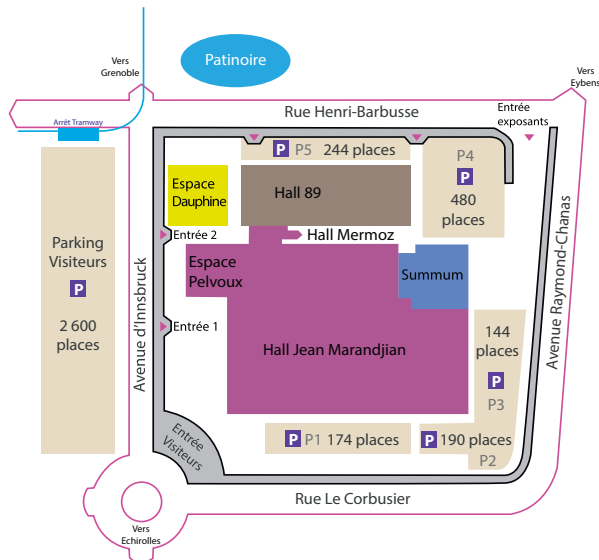 Vers
Grenoble
Patinoire
Vers
Eybens
Arrêt Tramway
Rue Henri-Barbusse
Entrée
exposants
P P5 244 places
P4
P
480
places
Espace
Dauphine
Hall 89
Entrée 2
Hall Mermoz
Parking
Visiteurs
P
2 600
places
Avenue d'Innsbruck
Espace
Pelvoux
Summum
Avenue Raymond-Chanas
Entrée 1
Hall Jean Marandjian
144
places
P
P3
Entrée
Visiteurs
P P1 174 places
P 190 places
P2
Rue Le Corbusier
Vers
Echirolles